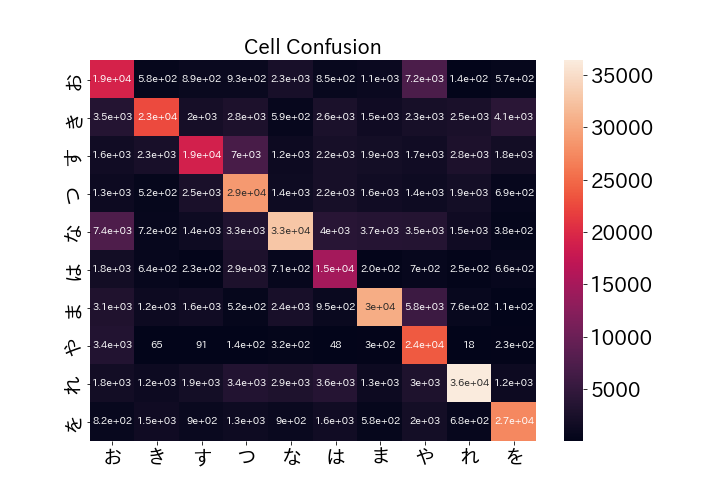 Cell Confusion
お 1.9e+04 5.8e+02 8.9e+02 9.3e+02 2.3e+03 8.5e+02 1.1e+03 7.2e+03 1.4e+02 5.7e+02 35000
き 3.5e+03 2.3e+04 2e+03 2.8e+03 5.9e+02 2.6e+03 1.5e+03 2.3e+03 2.5e+03 4.1e+03 30000
す 1.6e+03 2.3e+03 1.9e+04 7e+03 1.2e+03 2.2e+03 1.9e+03 1.7e+03 2.8e+03 1.8e+03 25000
つ 1.3e+03 5.2e+02 2.5e+03 2.9e+04 1.4e+03 2.2e+03 1.6e+03 1.4e+03 1.9e+03 6.9e+02
な 7.4e+03 7.2e+02 1.4e+03 3.3e+03 3.3e+04 4e+03 3.7e+03 3.5e+03 1.5e+03 3.8e+02 20000
は 1.8e+03 6.4e+02 2.3e+02 2.9e+03 7.1e+02 1.5e+04 2.0e+02 7e+02 2.5e+02 6.6e+02 15000
ま 3.1e+03 1.2e+03 1.6e+03 5.2e+03 2.4e+03 9.5e+02 3e+04 5.8e+03 7.6e+02 1.1e+02 10000
や 3.4e+03 65 91 1.4e+02 3.2e+02 48 3e+02 2.4e+04 18 2.3e+02
れ 1.8e+03 1.2e+03 1.9e+03 3.4e+03 2.9e+03 3.6e+03 1.3e+03 3e+03 3.6e+04 1.2e+03 5000
を 8.2e+02 1.5e+03 9e+02 1.3e+03 9e+02 1.6e+03 5.8e+02 2e+03 6.8e+02 2.7e+04
お き す つ な は ま や れ を